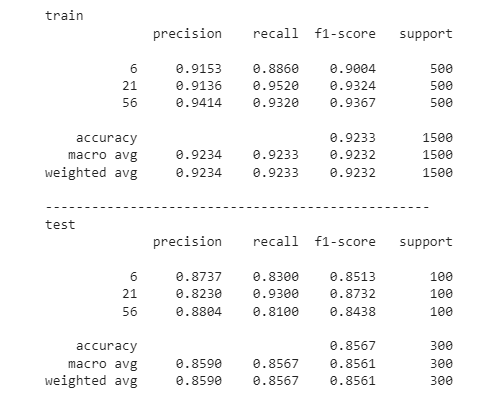 train
precision recall f1-score support
6 0.9153 0.8860 0.9004 500
21 0.9136 0.9520 0.9324 500
56 0.9414 0.9320 0.9367 500
accuracy 0.9233 1500
macro avg 0.9234 0.9233 0.9232 1500
weighted avg 0.9234 0.9233 0.9232 1500
--------------------------------------------------
test
precision recall f1-score support
6 0.8737 0.8300 0.8513 100
21 0.8230 0.9300 0.8732 100
56 0.8804 0.8100 0.8438 100
accuracy 0.8567 300
macro avg 0.8590 0.8567 0.8561 300
weighted avg 0.8590 0.8567 0.8561 300